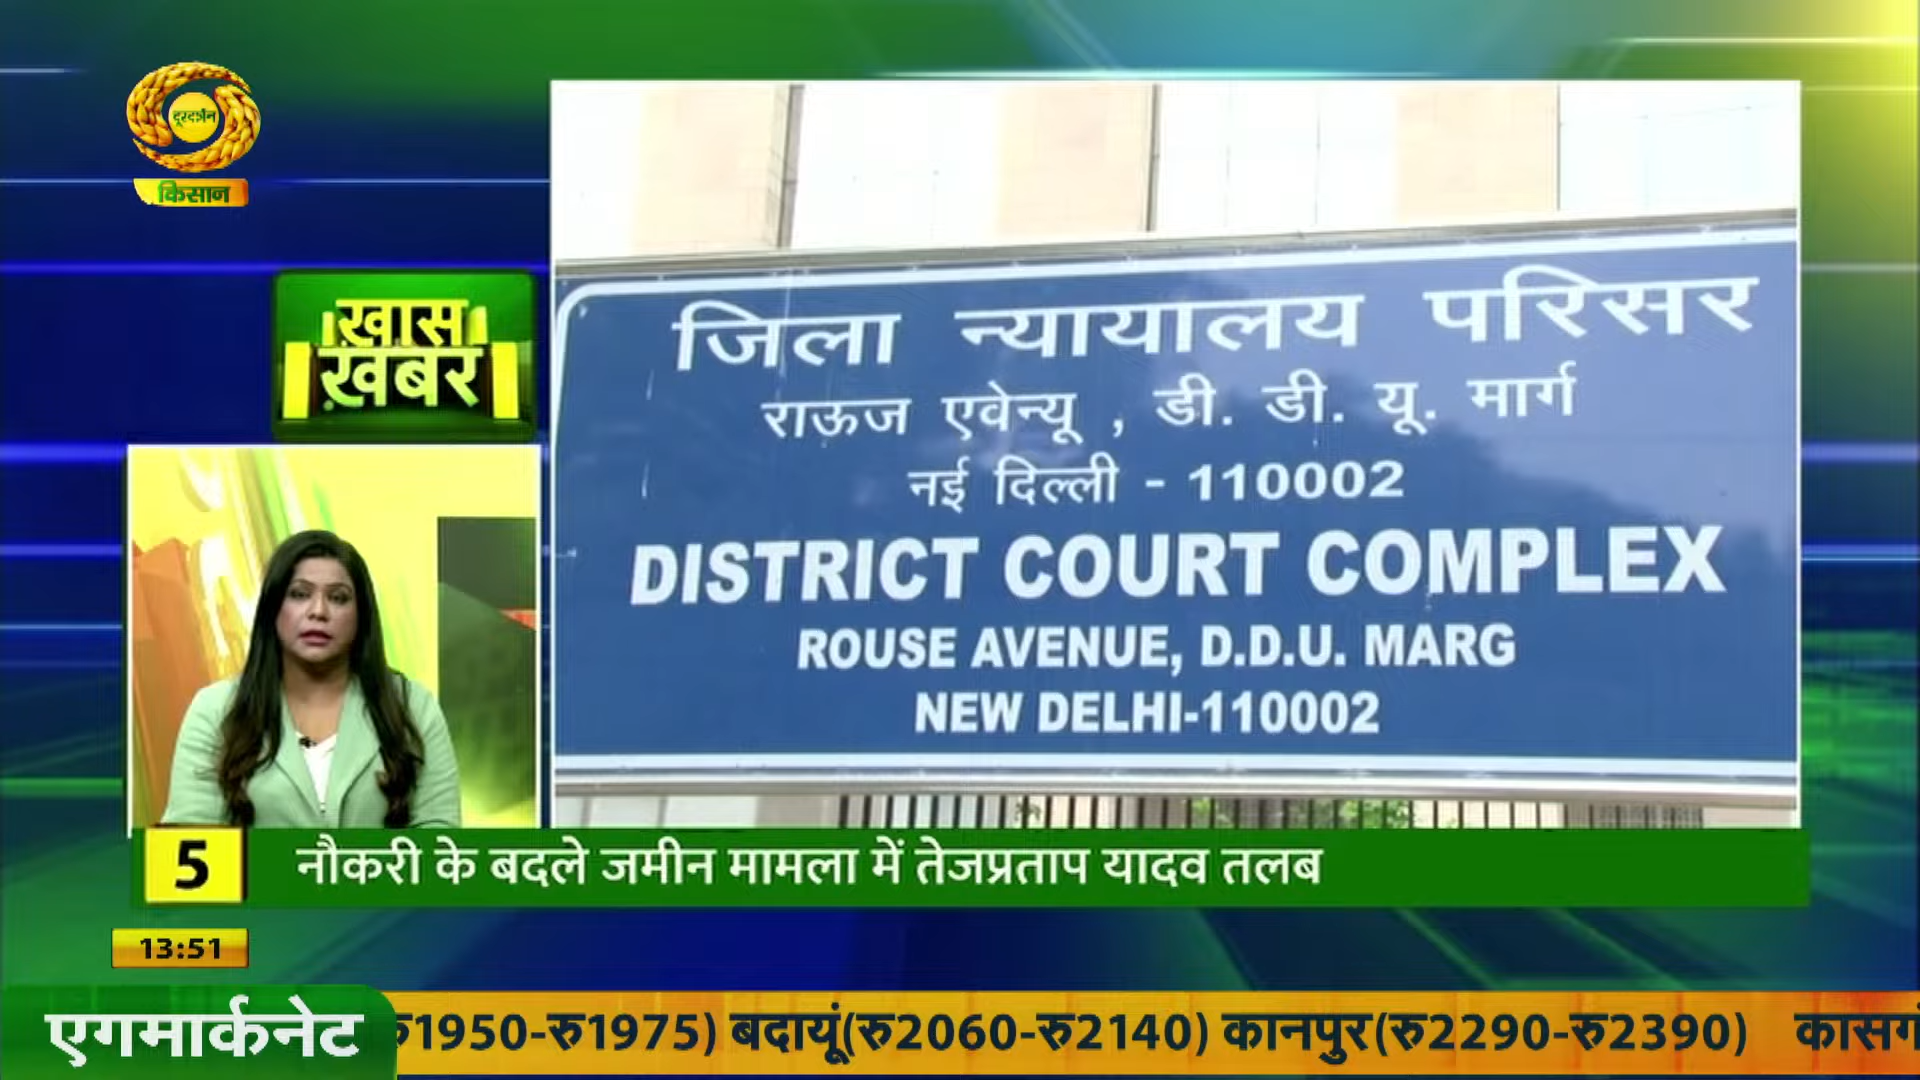 दूरदर्शन
किसान
ख़ास
ख़बर
जिला न्यायालय परिसर
राऊज एवेन्यू , डी. डी. यू. मार्ग
नई दिल्ली - 110002
DISTRICT COURT COMPLEX
ROUSE AVENUE, D.D.U. MARG
NEW DELHI-110002
5 नौकरी के बदले जमीन मामला में तेजप्रताप यादव तलब
13:51
एगमार्कनेट 1950-रु1975) बदायूं(रु2060-रु2140) कानपुर(रु2290-रु2390)